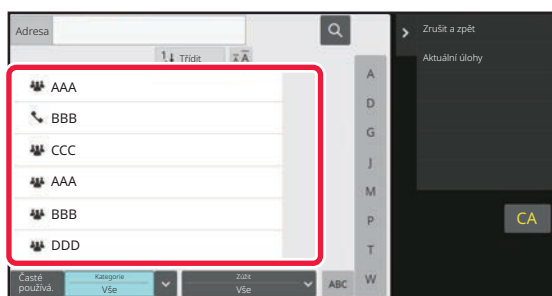 Adresa
Zrušit a zpět
Třídit
Aktuální úlohy
AAA
BBB
CCC
AAA
BBB
DDD
A
D
G
J
M
P
T
W
CA
Časté
používá.
Kategorie
Vše
Zúžit
Vše
ABC